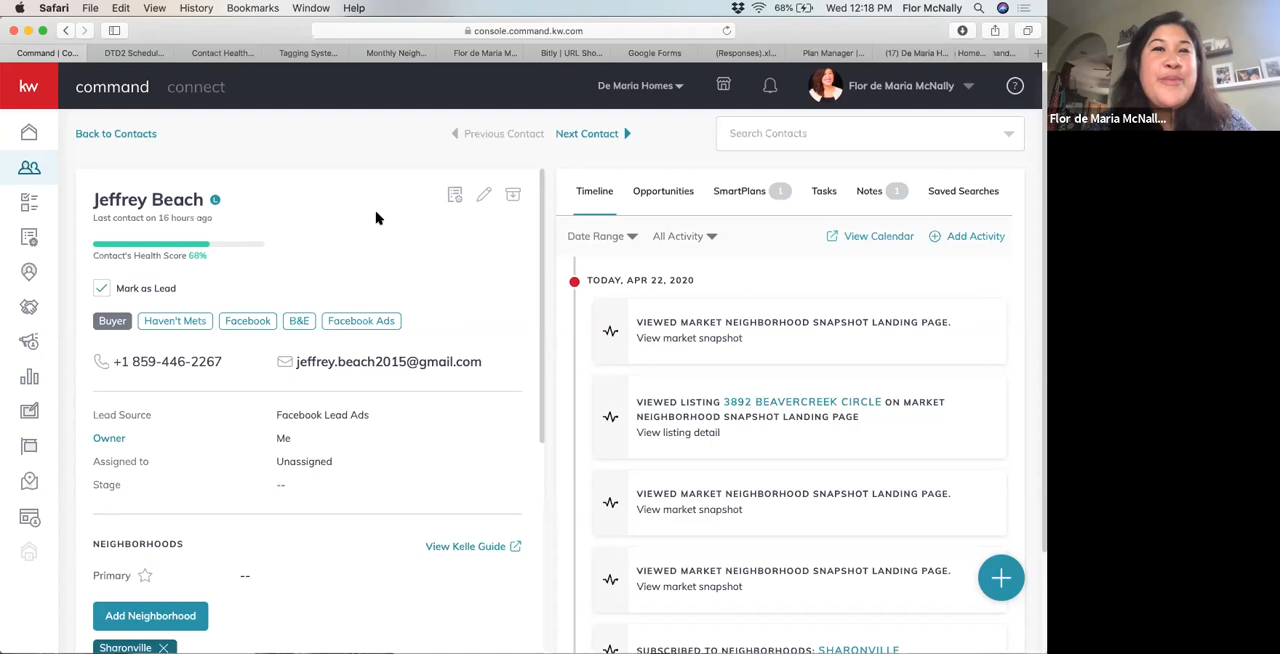 Safari File Edit View History Bookmarks Window Help 68% Wed 12:18 PM Flor McNally
console.command.kw.com
Command | Co... DTD2 Schedul... Contact Health... Tagging Syste... Monthly Neigh... Flor de Maria M... Bitly | URL Sho... Google Forms (Responses).xl... Plan Manager |... (17) De Maria H... Home...
kw command connect De Maria Homes Flor de Maria McNally ?
Flor de Maria McNall...
Back to Contacts Previous Contact Next Contact Search Contacts
Jeffrey Beach L
Last contact on 16 hours ago
Contact's Health Score 68%
Mark as Lead
Buyer Haven't Mets Facebook B&E Facebook Ads
+1 859-446-2267 jeffrey.beach2015@gmail.com
Lead Source Facebook Lead Ads
Owner Me
Assigned to Unassigned
Stage --
NEIGHBORHOODS View Kelle Guide
Primary --
Add Neighborhood
Sharonville
Timeline Opportunities SmartPlans 1 Tasks Notes 1 Saved Searches
Date Range All Activity View Calendar Add Activity
TODAY, APR 22, 2020
VIEWED MARKET NEIGHBORHOOD SNAPSHOT LANDING PAGE.
View market snapshot
VIEWED LISTING 3892 BEAVERCREEK CIRCLE ON MARKET
NEIGHBORHOOD SNAPSHOT LANDING PAGE
View listing detail
VIEWED MARKET NEIGHBORHOOD SNAPSHOT LANDING PAGE.
View market snapshot
VIEWED MARKET NEIGHBORHOOD SNAPSHOT LANDING PAGE.
View market snapshot
SUBSCRIBED TO NEIGHBORHOODS: SHARONVILLE